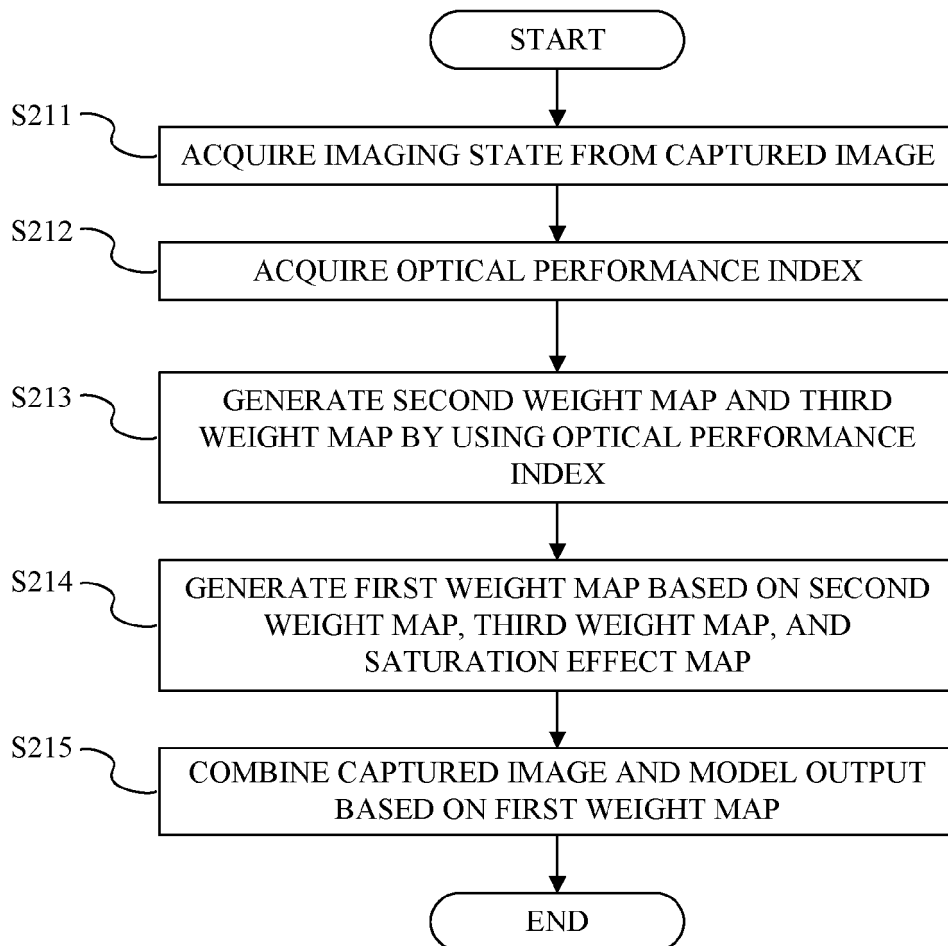 START
S211
ACQUIRE IMAGING STATE FROM CAPTURED IMAGE
S212
ACQUIRE OPTICAL PERFORMANCE INDEX
S213
GENERATE SECOND WEIGHT MAP AND THIRD
WEIGHT MAP BY USING OPTICAL PERFORMANCE
INDEX
S214
GENERATE FIRST WEIGHT MAP BASED ON SECOND
WEIGHT MAP, THIRD WEIGHT MAP, AND
SATURATION EFFECT MAP
S215
COMBINE CAPTURED IMAGE AND MODEL OUTPUT
BASED ON FIRST WEIGHT MAP
END